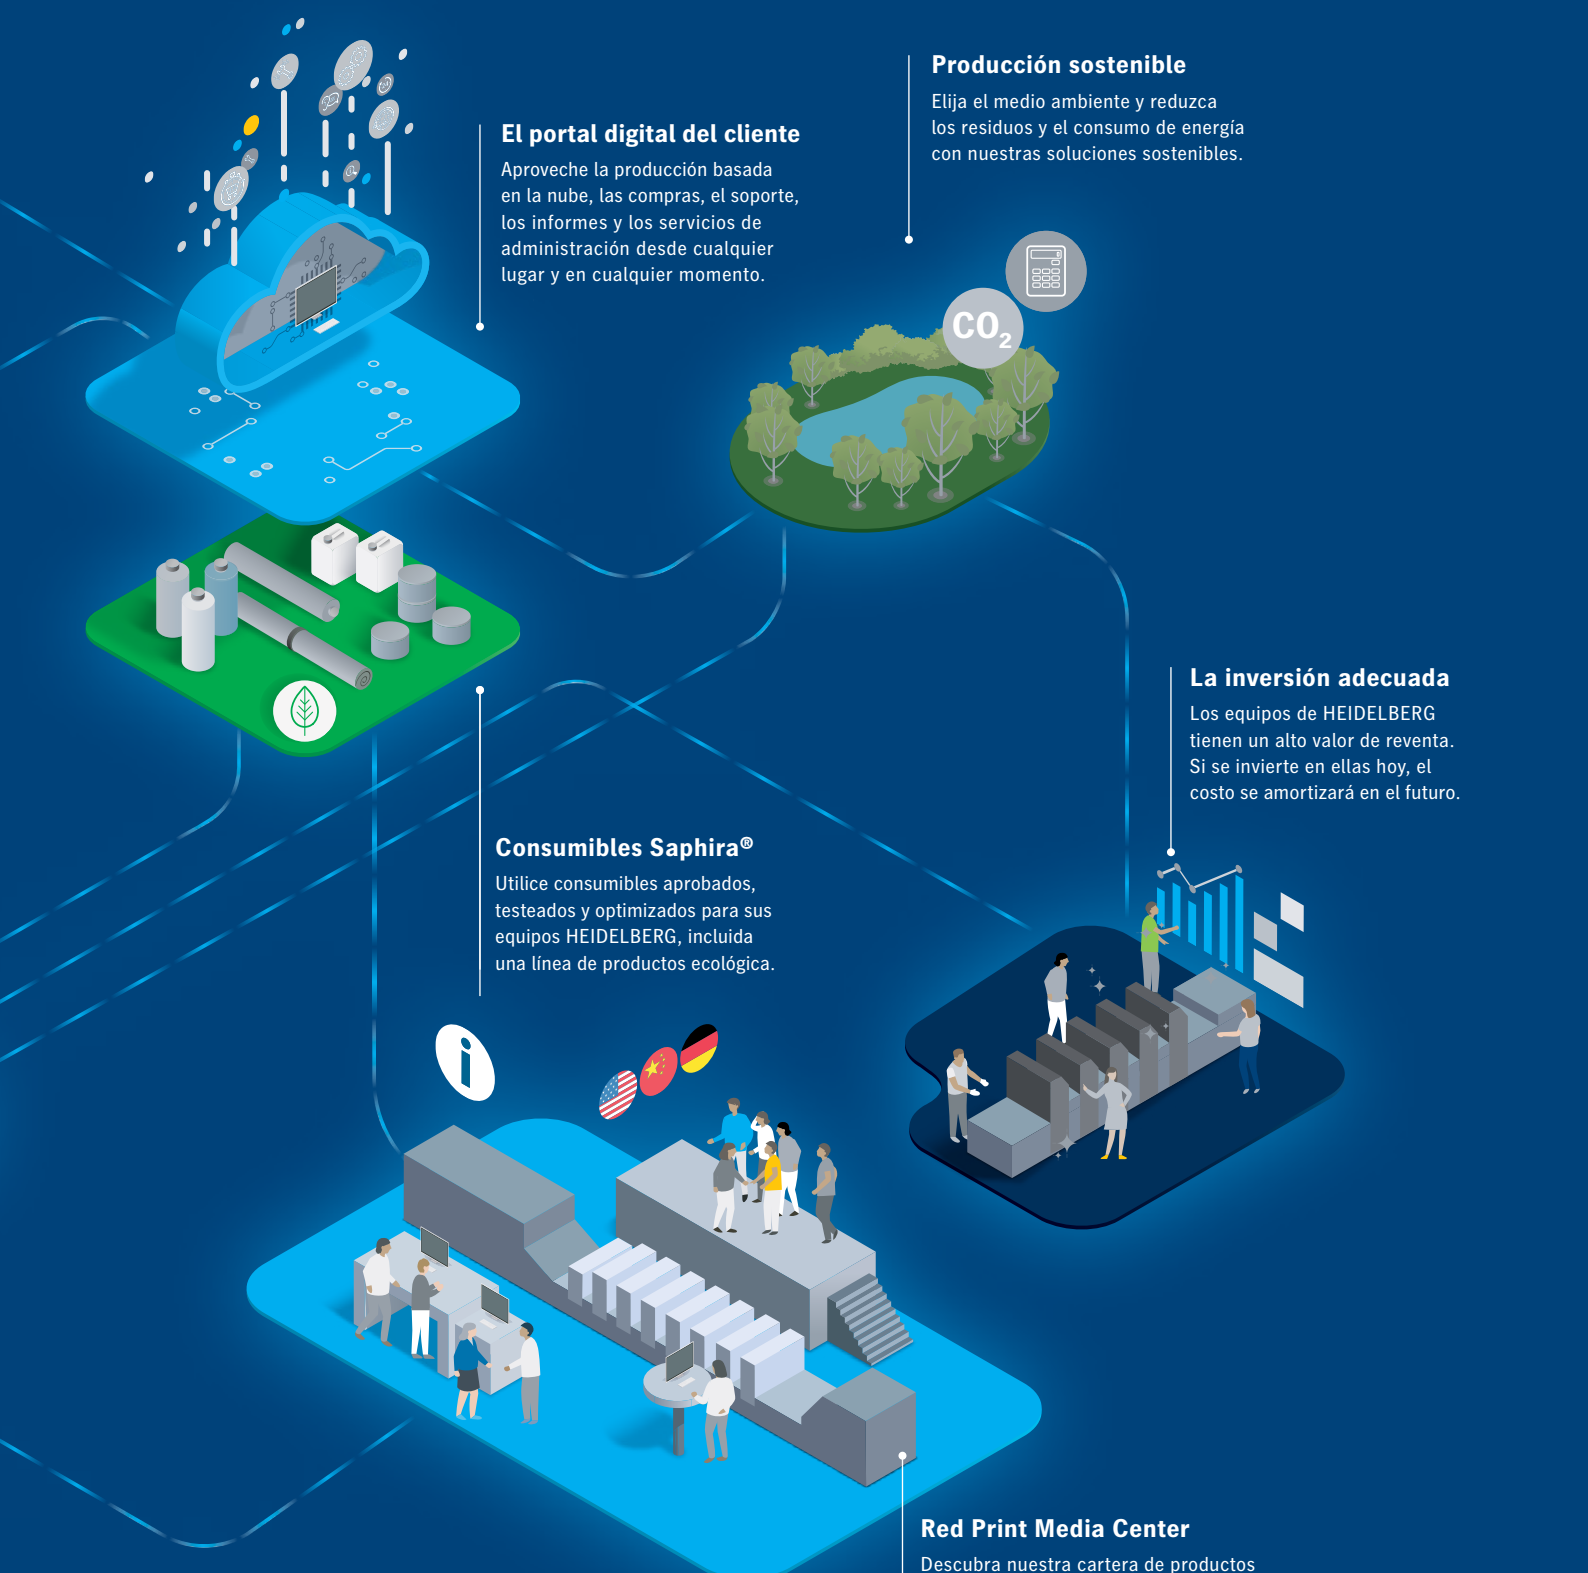 Producción sostenible
Elija el medio ambiente y reduzca
los residuos y el consumo de energía
con nuestras soluciones sostenibles.
El portal digital del cliente
Aproveche la producción basada
en la nube, las compras, el soporte,
los informes y los servicios de
administración desde cualquier
lugar y en cualquier momento.
CO₂
La inversión adecuada
Los equipos de HEIDELBERG
tienen un alto valor de reventa.
Si se invierte en ellas hoy, el
costo se amortizará en el futuro.
Consumibles Saphira®
Utilice consumibles aprobados,
testeados y optimizados para sus
equipos HEIDELBERG, incluida
una línea de productos ecológica.
i
Red Print Media Center
Descubra nuestra cartera de productos